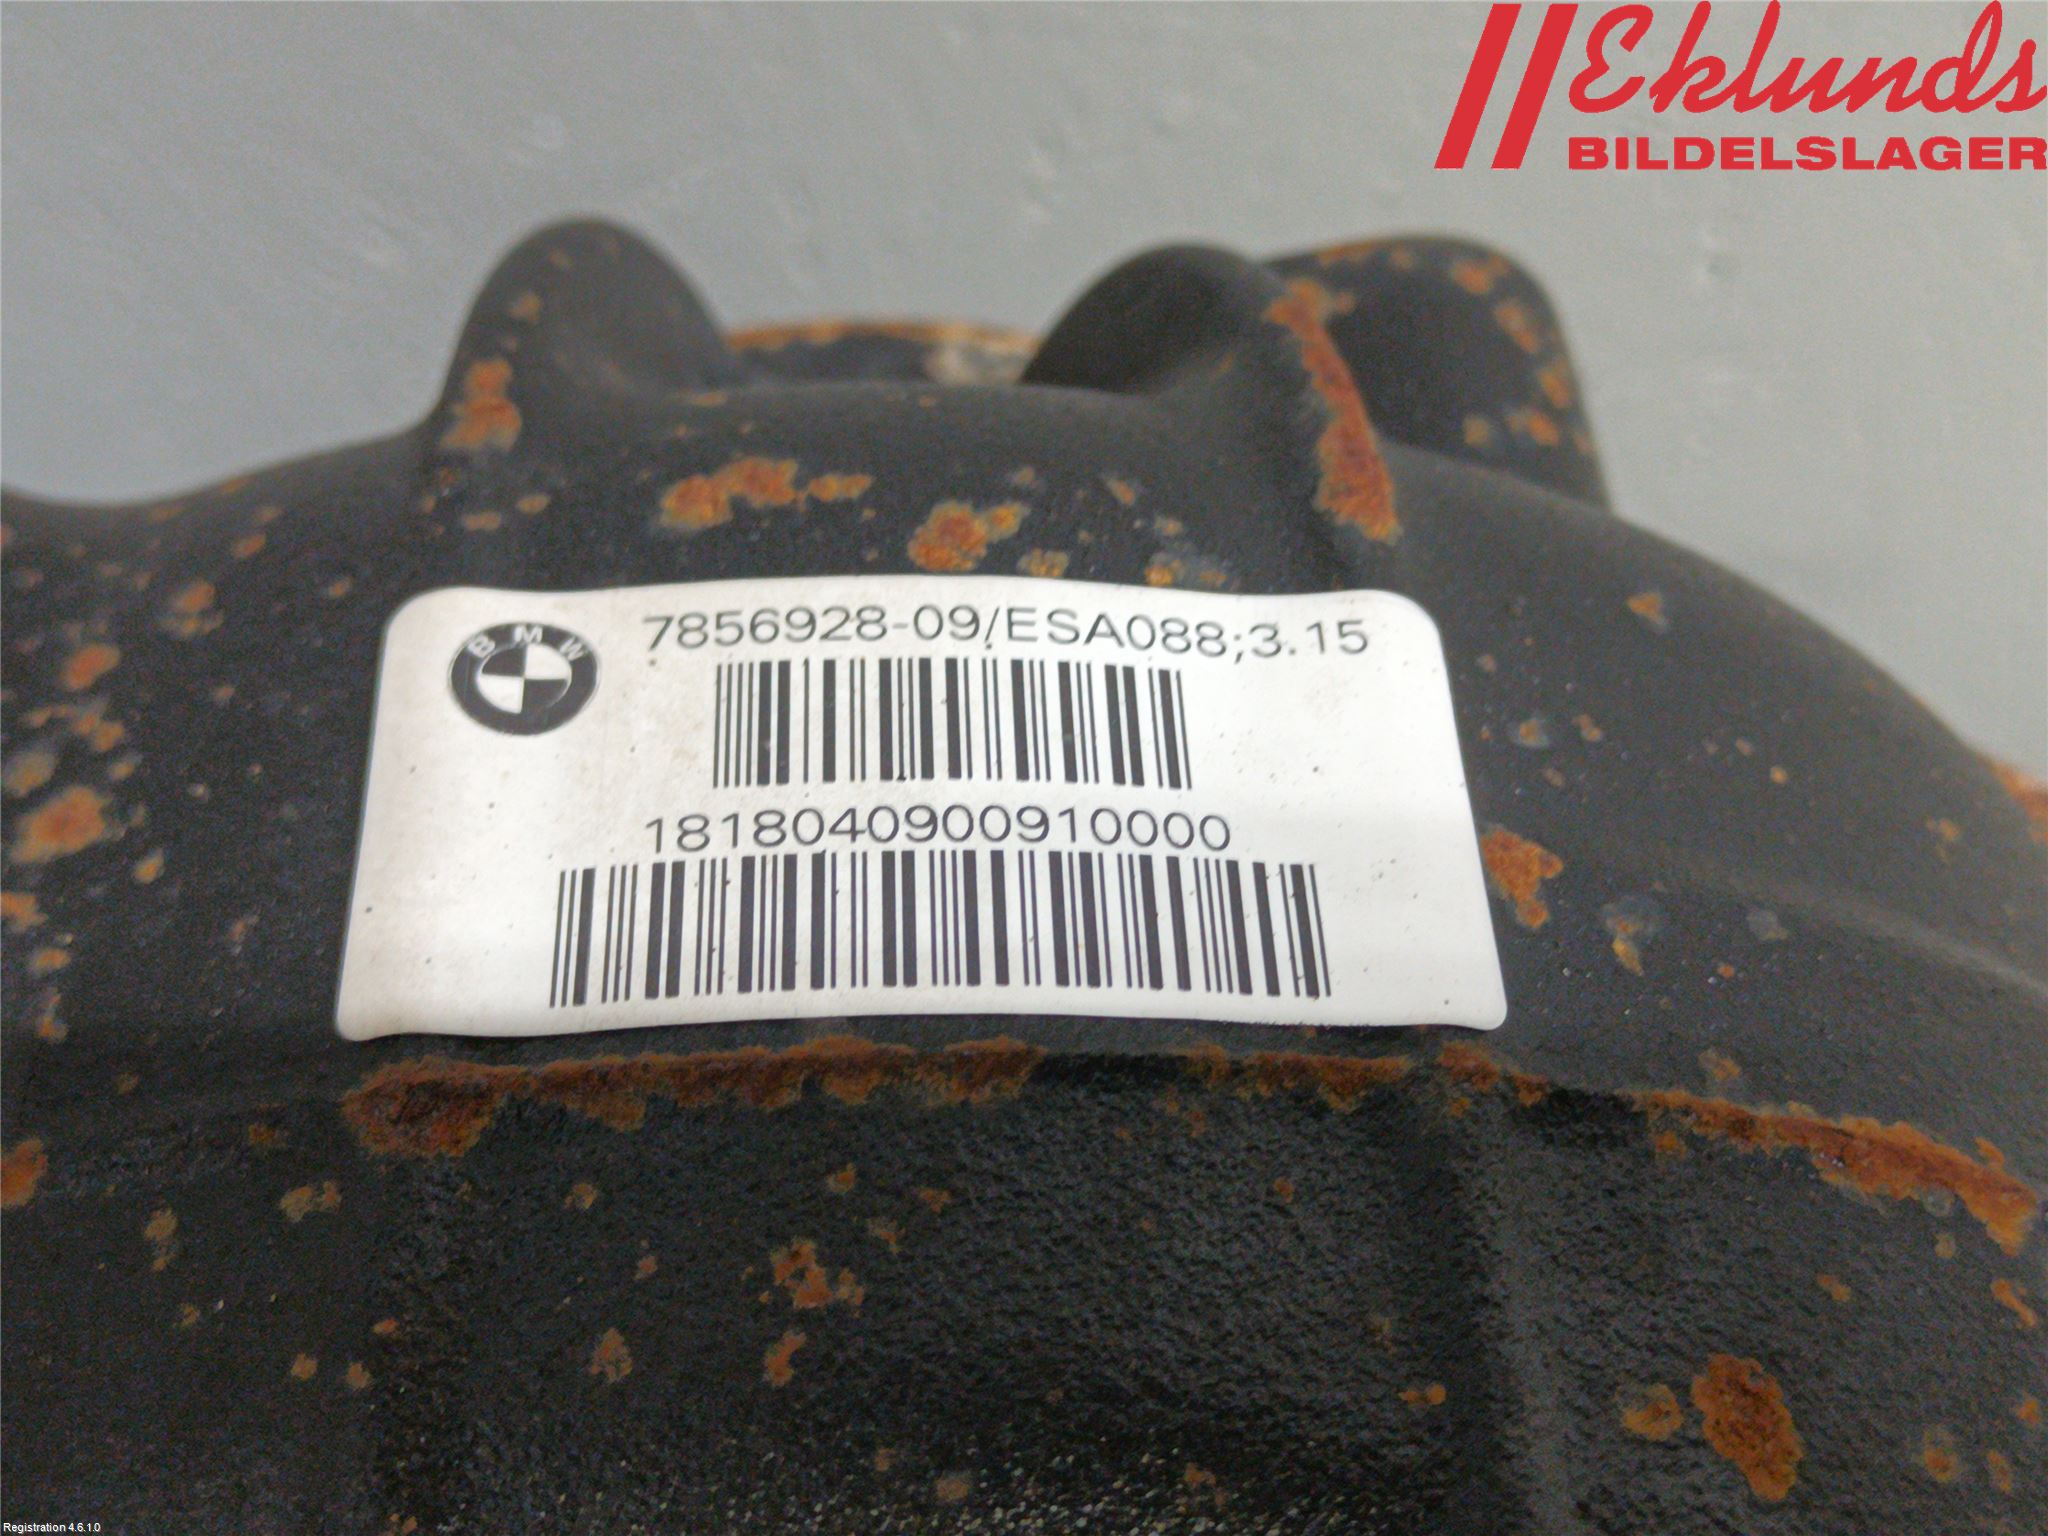 Eklunds
BILDELSLAGER
BMW
7856928-09/ESA088;3.15
1818040900910000
Registration 4.6.1.0